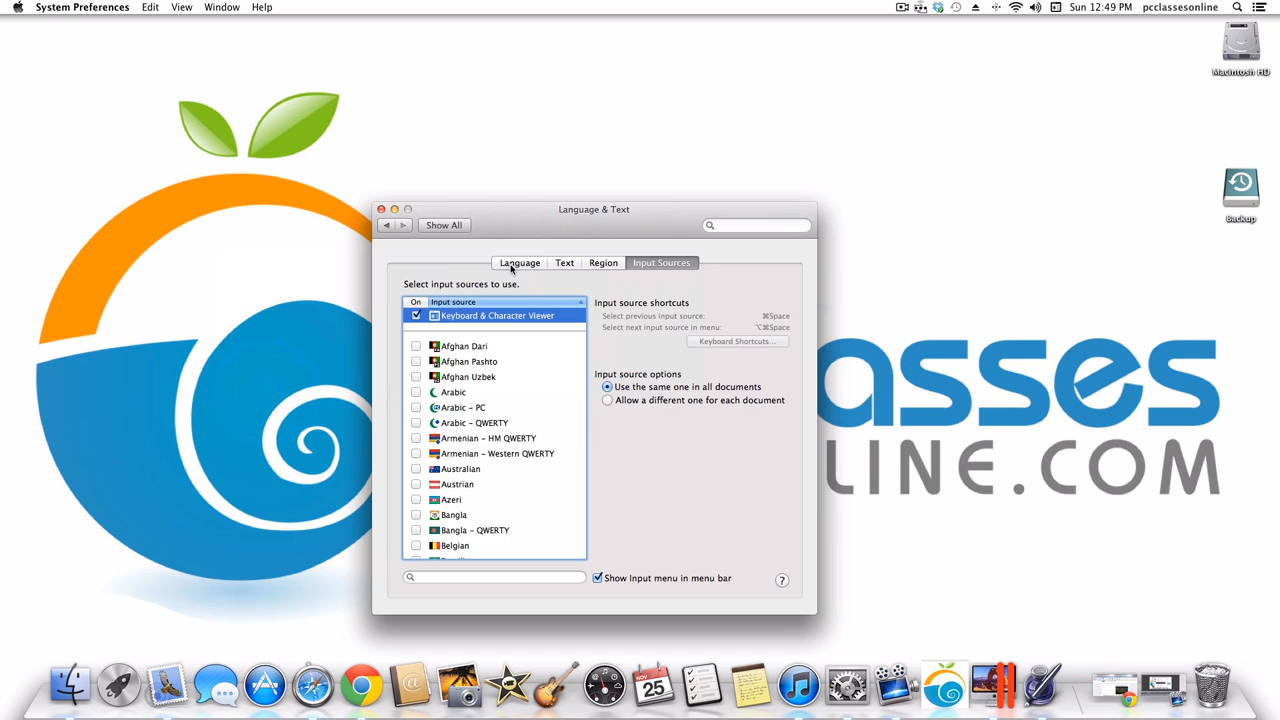 System Preferences Edit View Window Help
Sun 12:49 PM pcclassesonline
Macintosh HD
Backup
Language & Text
Show All
Language Text Region Input Sources
Select input sources to use.
On Input source
Keyboard & Character Viewer
Afghan Dari
Afghan Pashto
Afghan Uzbek
Arabic
Arabic – PC
Arabic – QWERTY
Armenian – HM QWERTY
Armenian – Western QWERTY
Australian
Austrian
Azeri
Bangla
Bangla – QWERTY
Belgian
Input source shortcuts
Select previous input source: ⌘Space
Select next input source in menu: ⌥⌘Space
Keyboard Shortcuts...
Input source options
Use the same one in all documents
Allow a different one for each document
Show Input menu in menu bar
?
asses
LINE.COM
NOV
25